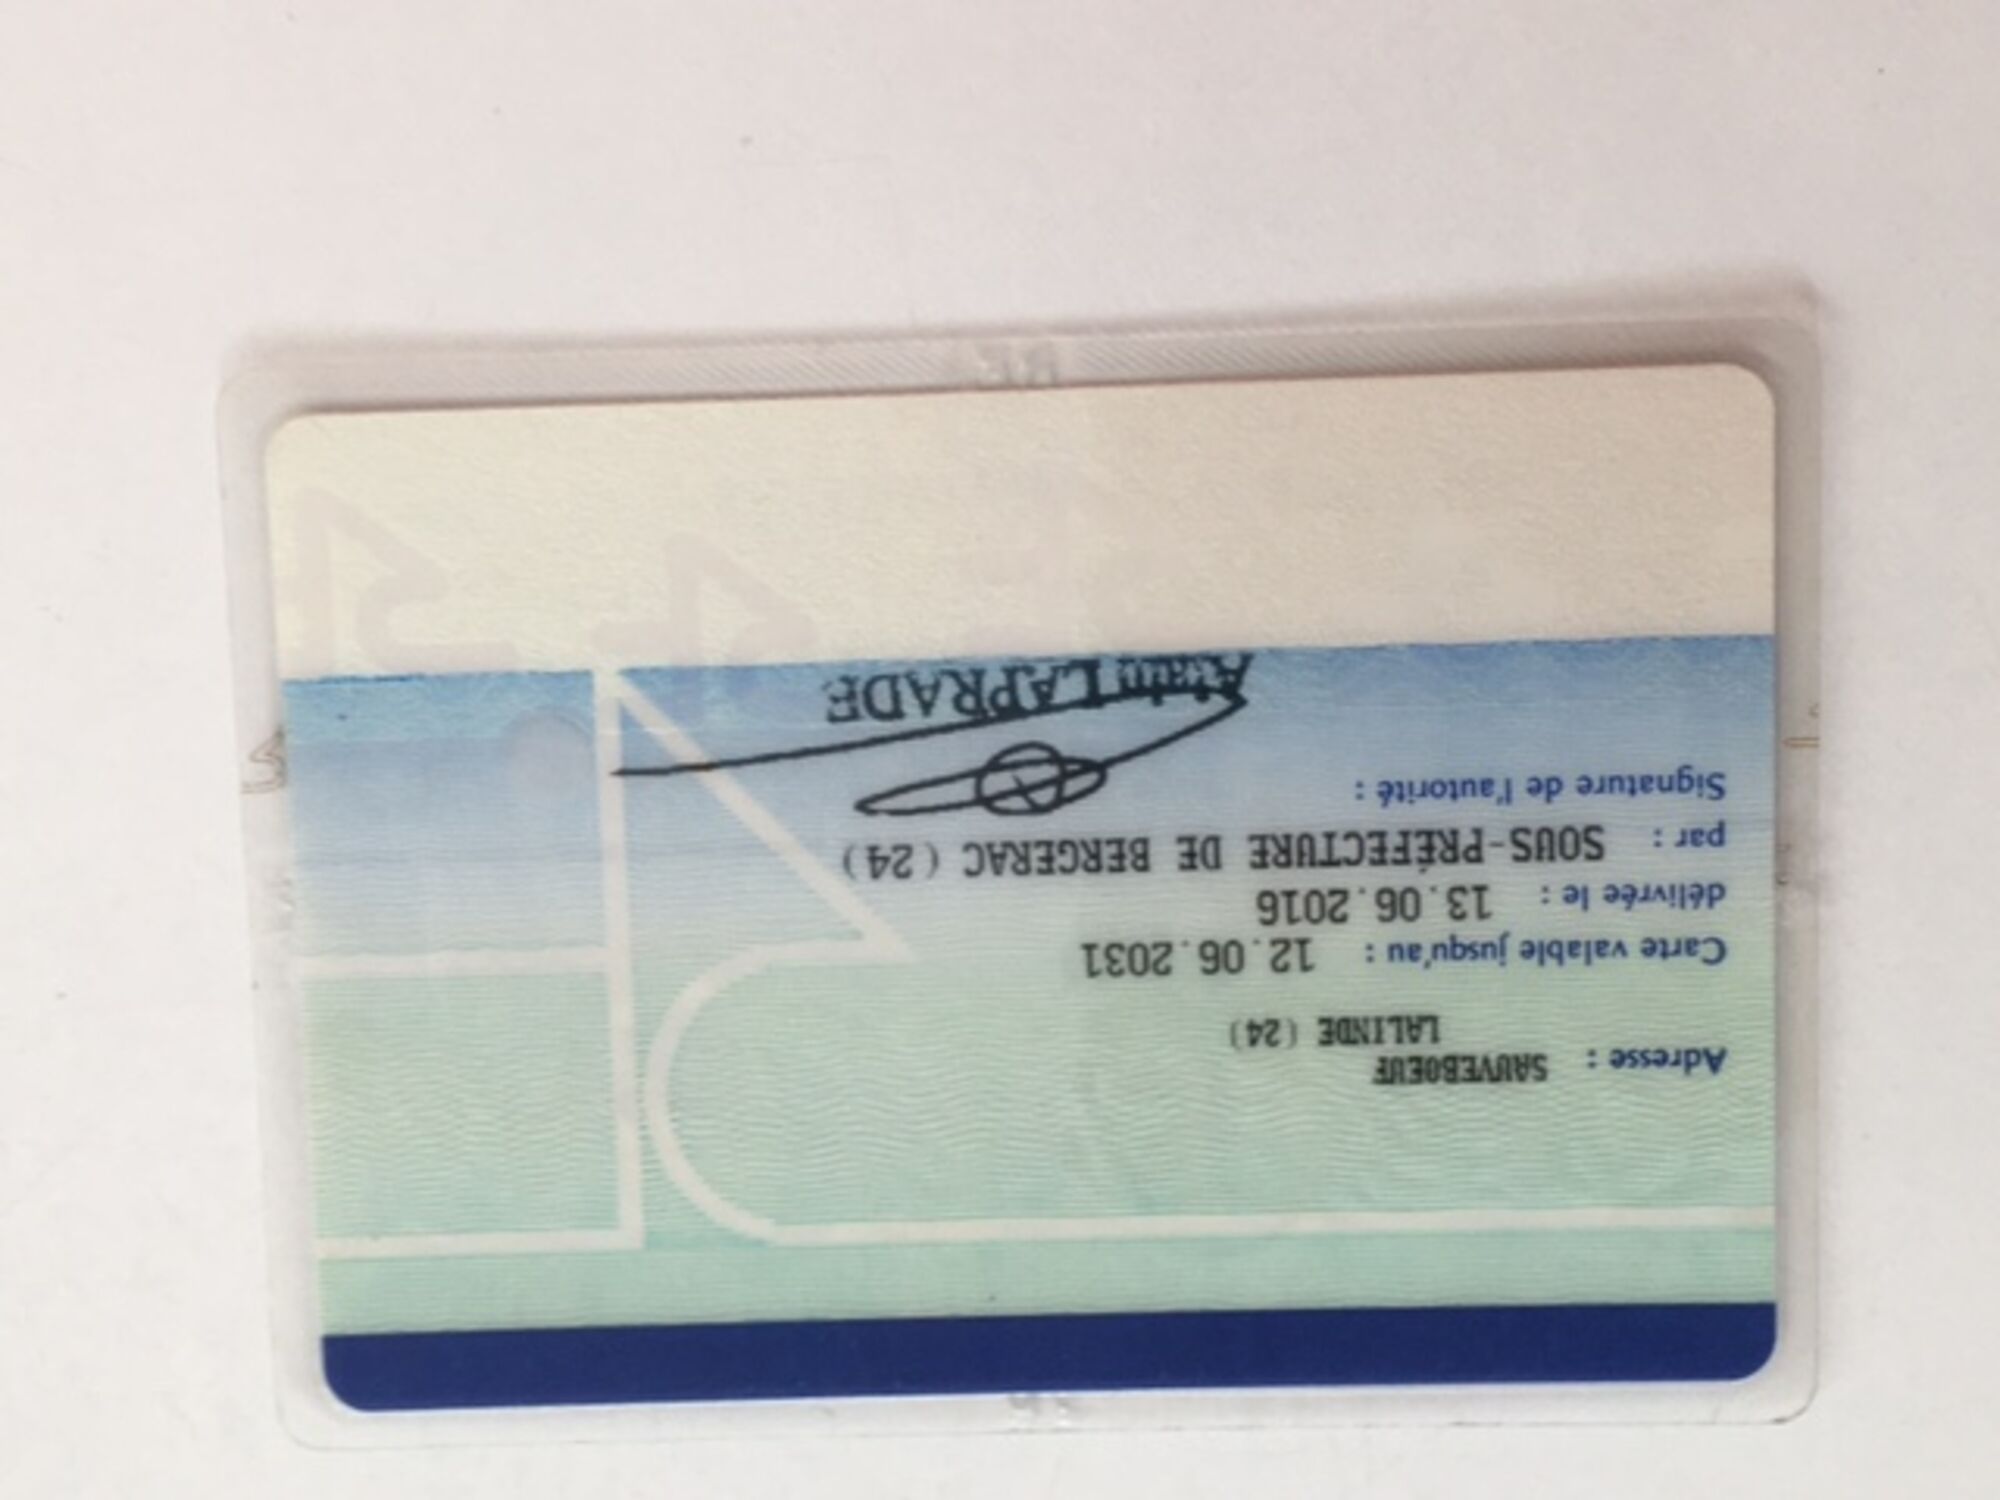 Adresse : SAUVEBOEUF
LALINDE (24)
Carte valable jusqu'au : 12.06.2031
délivrée le : 13.06.2016
par : SOUS-PRÉFECTURE DE BERGERAC (24)
Signature de l'autorité :
Alain LAPRADE